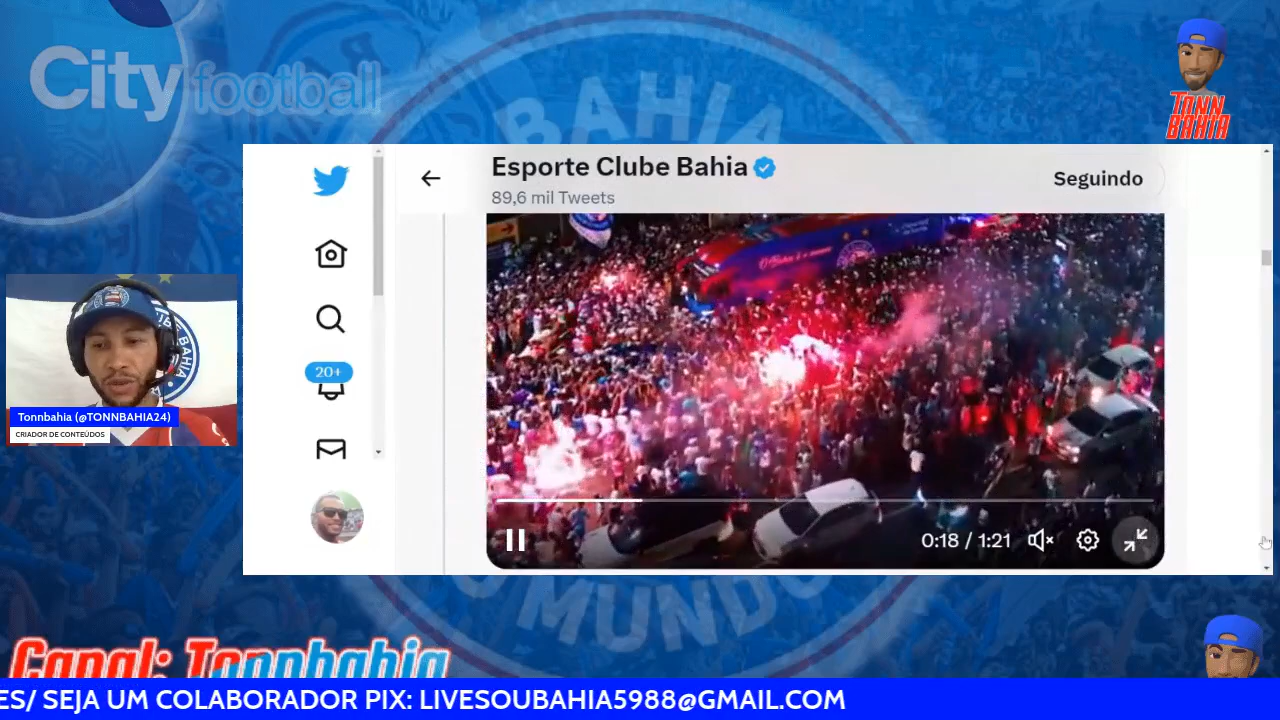 City football
TONN
BAHIA
BAHIA
Esporte Clube Bahia
89,6 mil Tweets
Seguindo
20+
Tonnbahia (@TONNBAHIA24)
CRIADOR DE CONTEÚDOS
0:18 / 1:21
O MUNDO
Canal: Tonnbahia
ES/ SEJA UM COLABORADOR PIX: LIVESOUBAHIA5988@GMAIL.COM